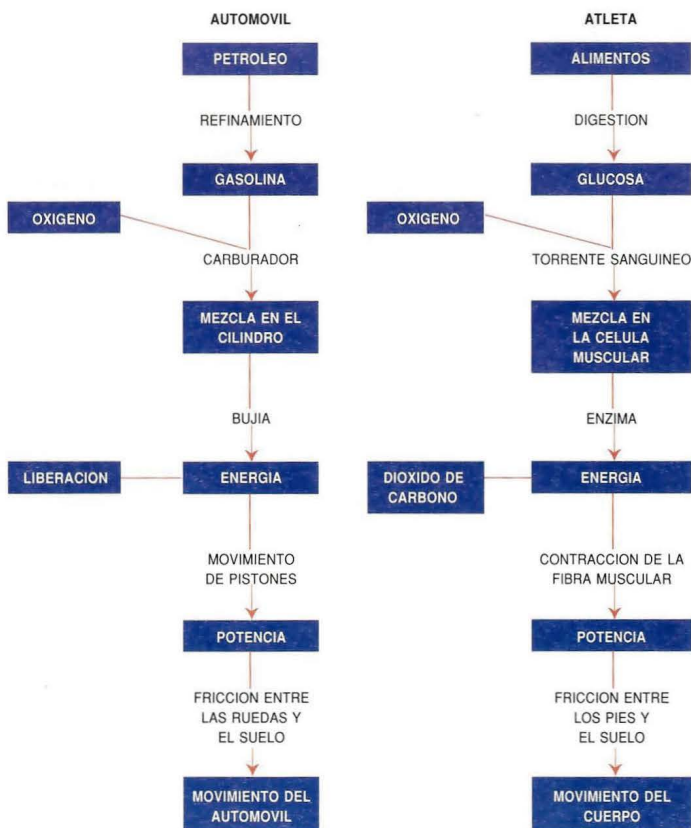 AUTOMOVIL
PETROLEO
REFINAMIENTO
GASOLINA
OXIGENO
CARBURADOR
MEZCLA EN EL
CILINDRO
BUJIA
LIBERACION
ENERGIA
MOVIMIENTO
DE PISTONES
POTENCIA
FRICCION ENTRE
LAS RUEDAS Y
EL SUELO
MOVIMIENTO DEL
AUTOMOVIL
ATLETA
ALIMENTOS
DIGESTION
GLUCOSA
OXIGENO
TORRENTE SANGUINEO
MEZCLA EN
LA CELULA
MUSCULAR
ENZIMA
DIOXIDO DE
CARBONO
ENERGIA
CONTRACCION DE LA
FIBRA MUSCULAR
POTENCIA
FRICCION ENTRE
LOS PIES Y
EL SUELO
MOVIMIENTO DEL
CUERPO